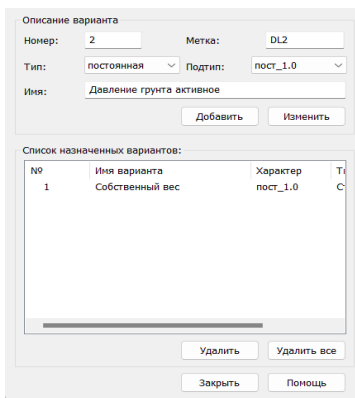 Описание варианта
Номер: 2 Метка: DL2
Тип: постоянная Подтип: пост_1.0
Имя: Давление грунта активное
Добавить Изменить
Список назначенных вариантов:
№ Имя варианта Характер
1 Собственный вес пост_1.0
Удалить Удалить все
Закрыть Помощь